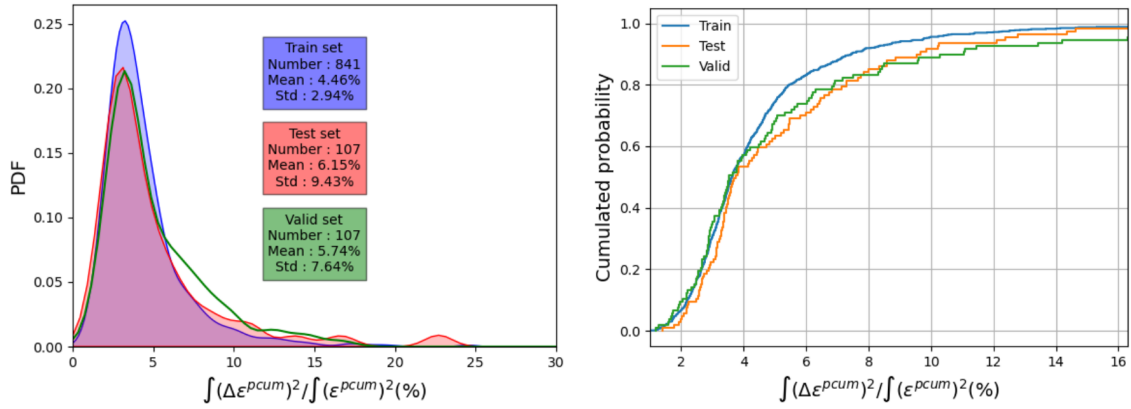 0.25
0.20
0.15
0.10
0.05
0.00
PDF
0 5 10 15 20 25 30
∫(Δε^{pcum})²/∫(ε^{pcum})²(%)
Train set
Number : 841
Mean : 4.46%
Std : 2.94%
Test set
Number : 107
Mean : 6.15%
Std : 9.43%
Valid set
Number : 107
Mean : 5.74%
Std : 7.64%
1.0
0.8
0.6
0.4
0.2
0.0
Cumulated probability
Train
Test
Valid
2 4 6 8 10 12 14 16
∫(Δε^{pcum})²/∫(ε^{pcum})²(%)